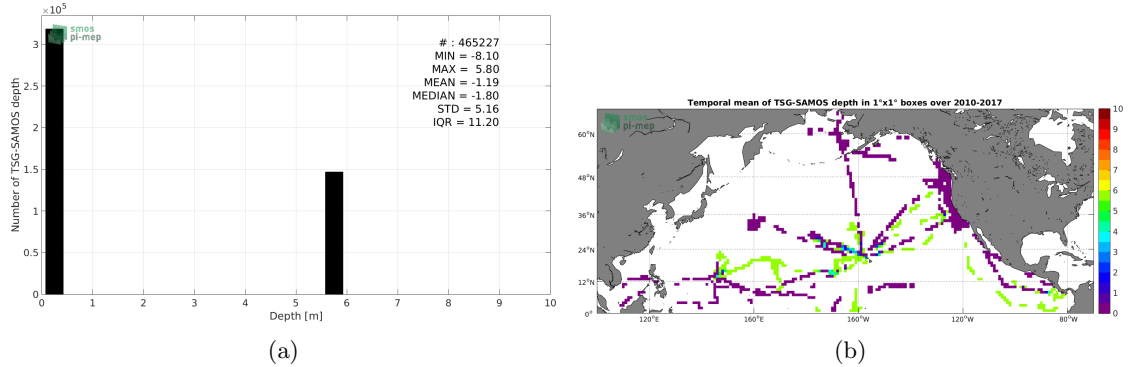 ×10⁵
smos
pi-mep
# : 465227
MIN = -8.10
MAX = 5.80
MEAN = -1.19
MEDIAN = -1.80
STD = 5.16
IQR = 11.20
Number of TSG-SAMOS depth
3
2.5
2
1.5
1
0.5
0
0 1 2 3 4 5 6 7 8 9 10
Depth [m]
(a)
Temporal mean of TSG-SAMOS depth in 1°x1° boxes over 2010-2017
smos
pi-mep
60°N
48°N
36°N
24°N
12°N
0°
120°E 160°E 160°W 120°W 80°W
10
9
8
7
6
5
4
3
2
1
0
(b)